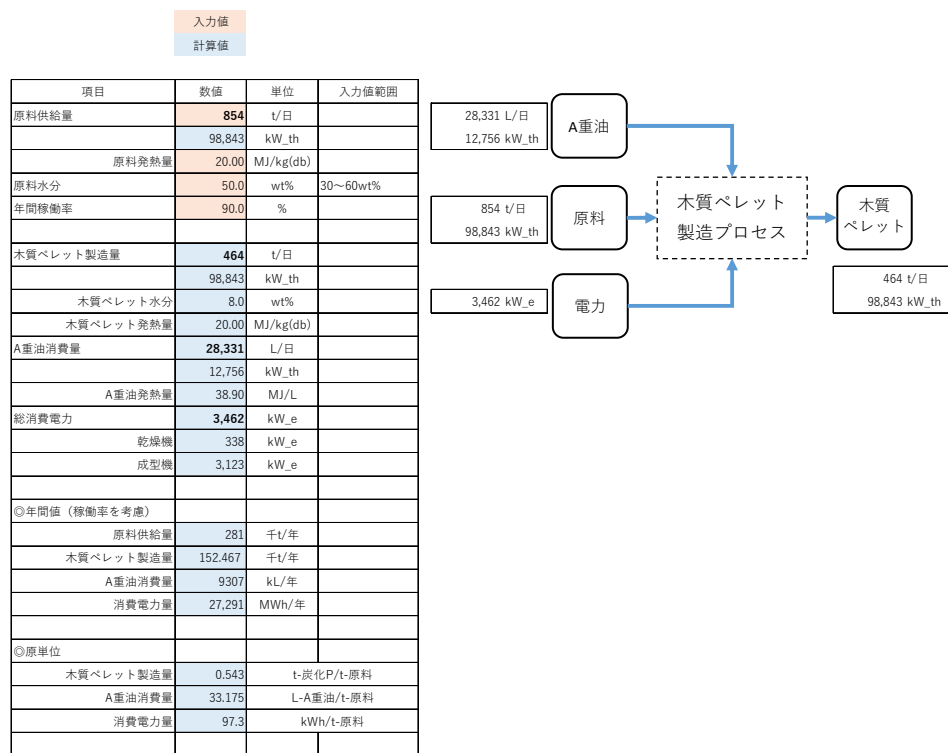 入力値
計算値
項目 数値 単位 入力値範囲
原料供給量 854 t/日
98,843 kW_th
原料発熱量 20.00 MJ/kg(db)
原料水分 50.0 wt% 30～60wt%
年間稼働率 90.0 %
木質ペレット製造量 464 t/日
98,843 kW_th
木質ペレット水分 8.0 wt%
木質ペレット発熱量 20.00 MJ/kg(db)
A重油消費量 28,331 L/日
12,756 kW_th
A重油発熱量 38.90 MJ/L
総消費電力 3,462 kW_e
乾燥機 338 kW_e
成型機 3,123 kW_e
◎年間値（稼働率を考慮）
原料供給量 281 千t/年
木質ペレット製造量 152.467 千t/年
A重油消費量 9307 kL/年
消費電力量 27,291 MWh/年
◎原単位
木質ペレット製造量 0.543 t-炭化P/t-原料
A重油消費量 33.175 L-A重油/t-原料
消費電力量 97.3 kWh/t-原料
28,331 L/日
12,756 kW_th
A重油
854 t/日
98,843 kW_th
原料
3,462 kW_e
電力
木質ペレット
製造プロセス
木質
ペレット
464 t/日
98,843 kW_th